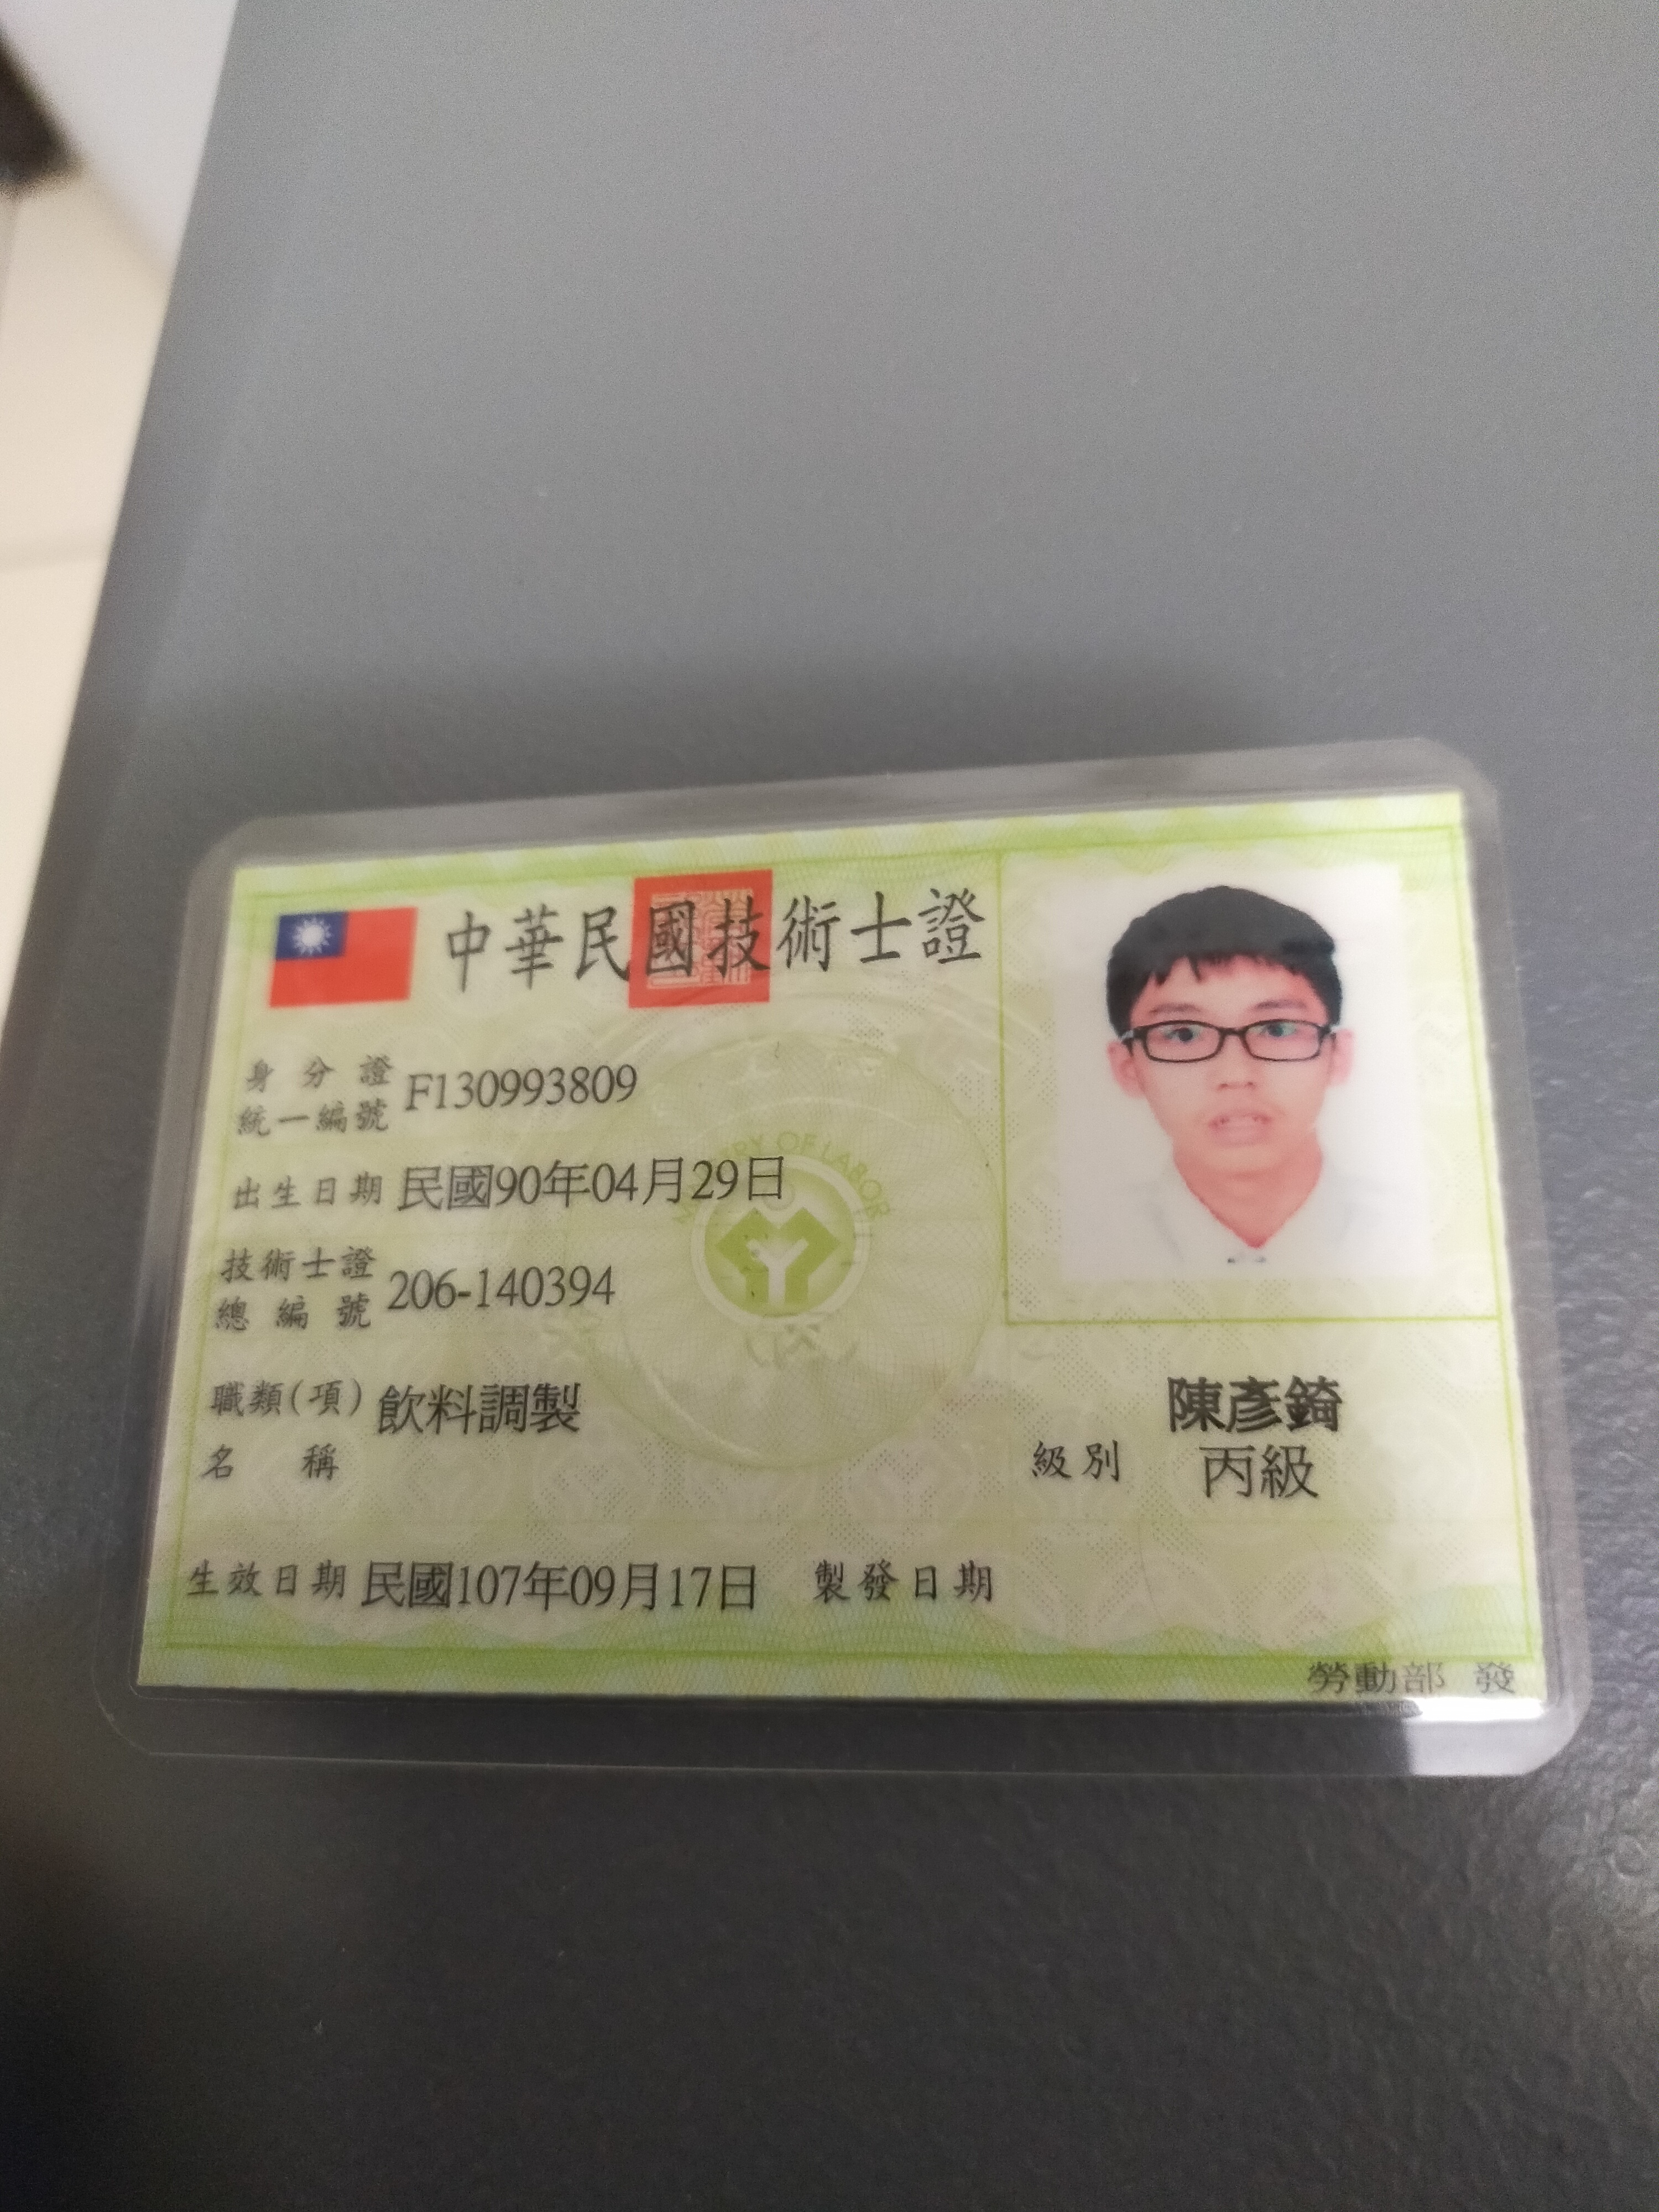 中華民國技術士證
身分證
統一編號 F130993809
出生日期 民國90年04月29日
MINISTRY OF LABOR
技術士證
總編號 206-140394
職類(項) 飲料調製
名稱
陳彥錡
級別 丙級
生效日期 民國107年09月17日 製發日期
勞動部 發